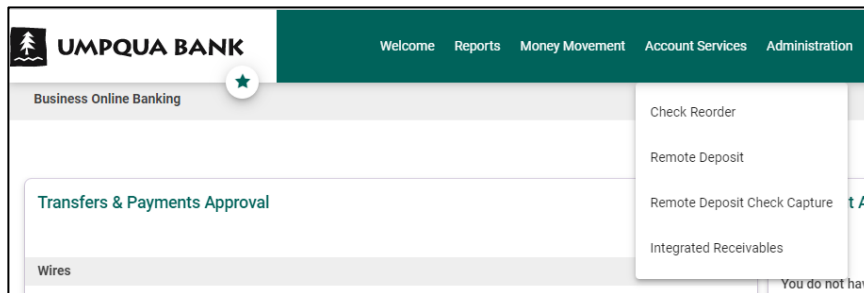 UMPQUA BANK
Welcome Reports Money Movement Account Services Administration
Business Online Banking
Check Reorder
Remote Deposit
Transfers & Payments Approval
Remote Deposit Check Capture
t A
Integrated Receivables
Wires
You do not hav